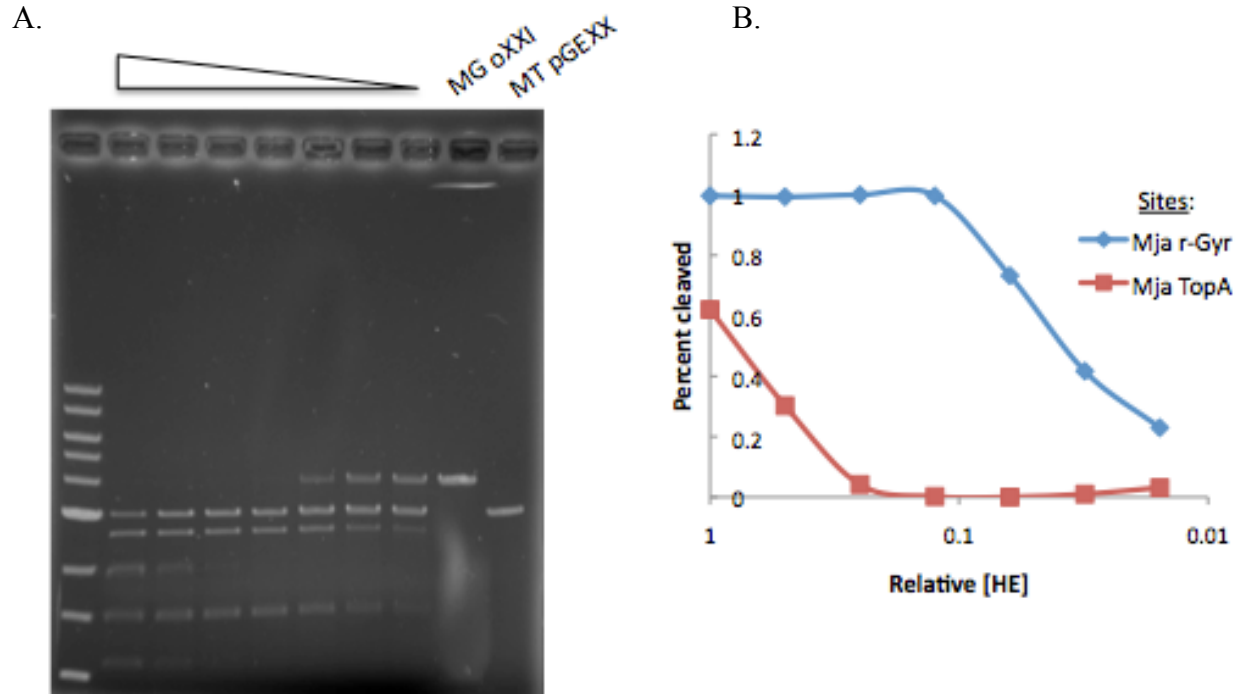 A.
B.
MG oXXI
MT pGEXX
1.2
1
0.8
0.6
0.4
0.2
0
Percent cleaved
1
0.1
0.01
Relative [HE]
Sites:
Mja r-Gyr
Mja TopA